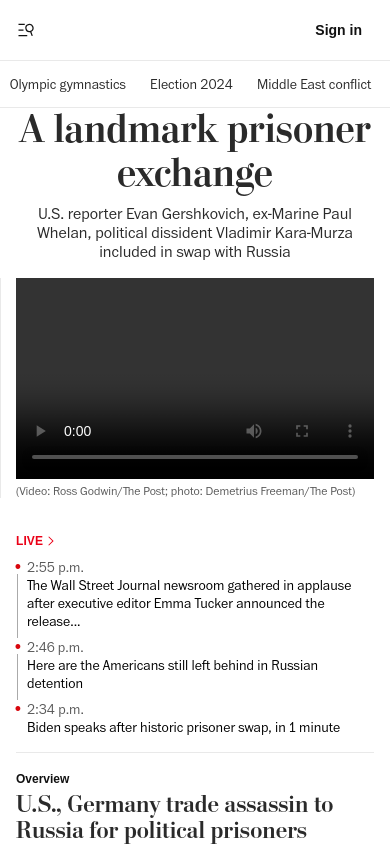 Sign in
Olympic gymnastics Election 2024 Middle East conflict
A landmark prisoner
exchange
U.S. reporter Evan Gershkovich, ex-Marine Paul
Whelan, political dissident Vladimir Kara-Murza
included in swap with Russia
0:00
(Video: Ross Godwin/The Post; photo: Demetrius Freeman/The Post)
LIVE
2:55 p.m.
The Wall Street Journal newsroom gathered in applause
after executive editor Emma Tucker announced the
release...
2:46 p.m.
Here are the Americans still left behind in Russian
detention
2:34 p.m.
Biden speaks after historic prisoner swap, in 1 minute
Overview
U.S., Germany trade assassin to
Russia for political prisoners